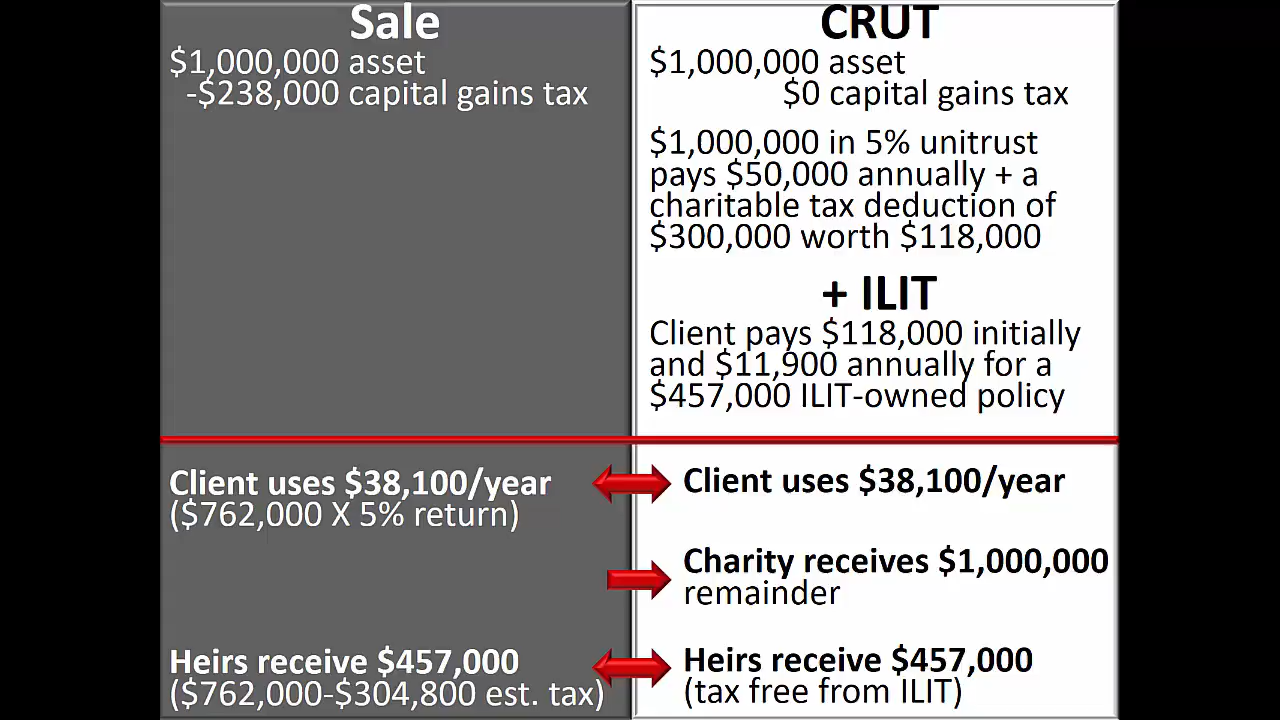 Sale
$1,000,000 asset
-$238,000 capital gains tax
Client uses $38,100/year
($762,000 X 5% return)
Heirs receive $457,000
($762,000-$304,800 est. tax)
CRUT
$1,000,000 asset
$0 capital gains tax
$1,000,000 in 5% unitrust
pays $50,000 annually + a
charitable tax deduction of
$300,000 worth $118,000
+ ILIT
Client pays $118,000 initially
and $11,900 annually for a
$457,000 ILIT-owned policy
Client uses $38,100/year
Charity receives $1,000,000
remainder
Heirs receive $457,000
(tax free from ILIT)